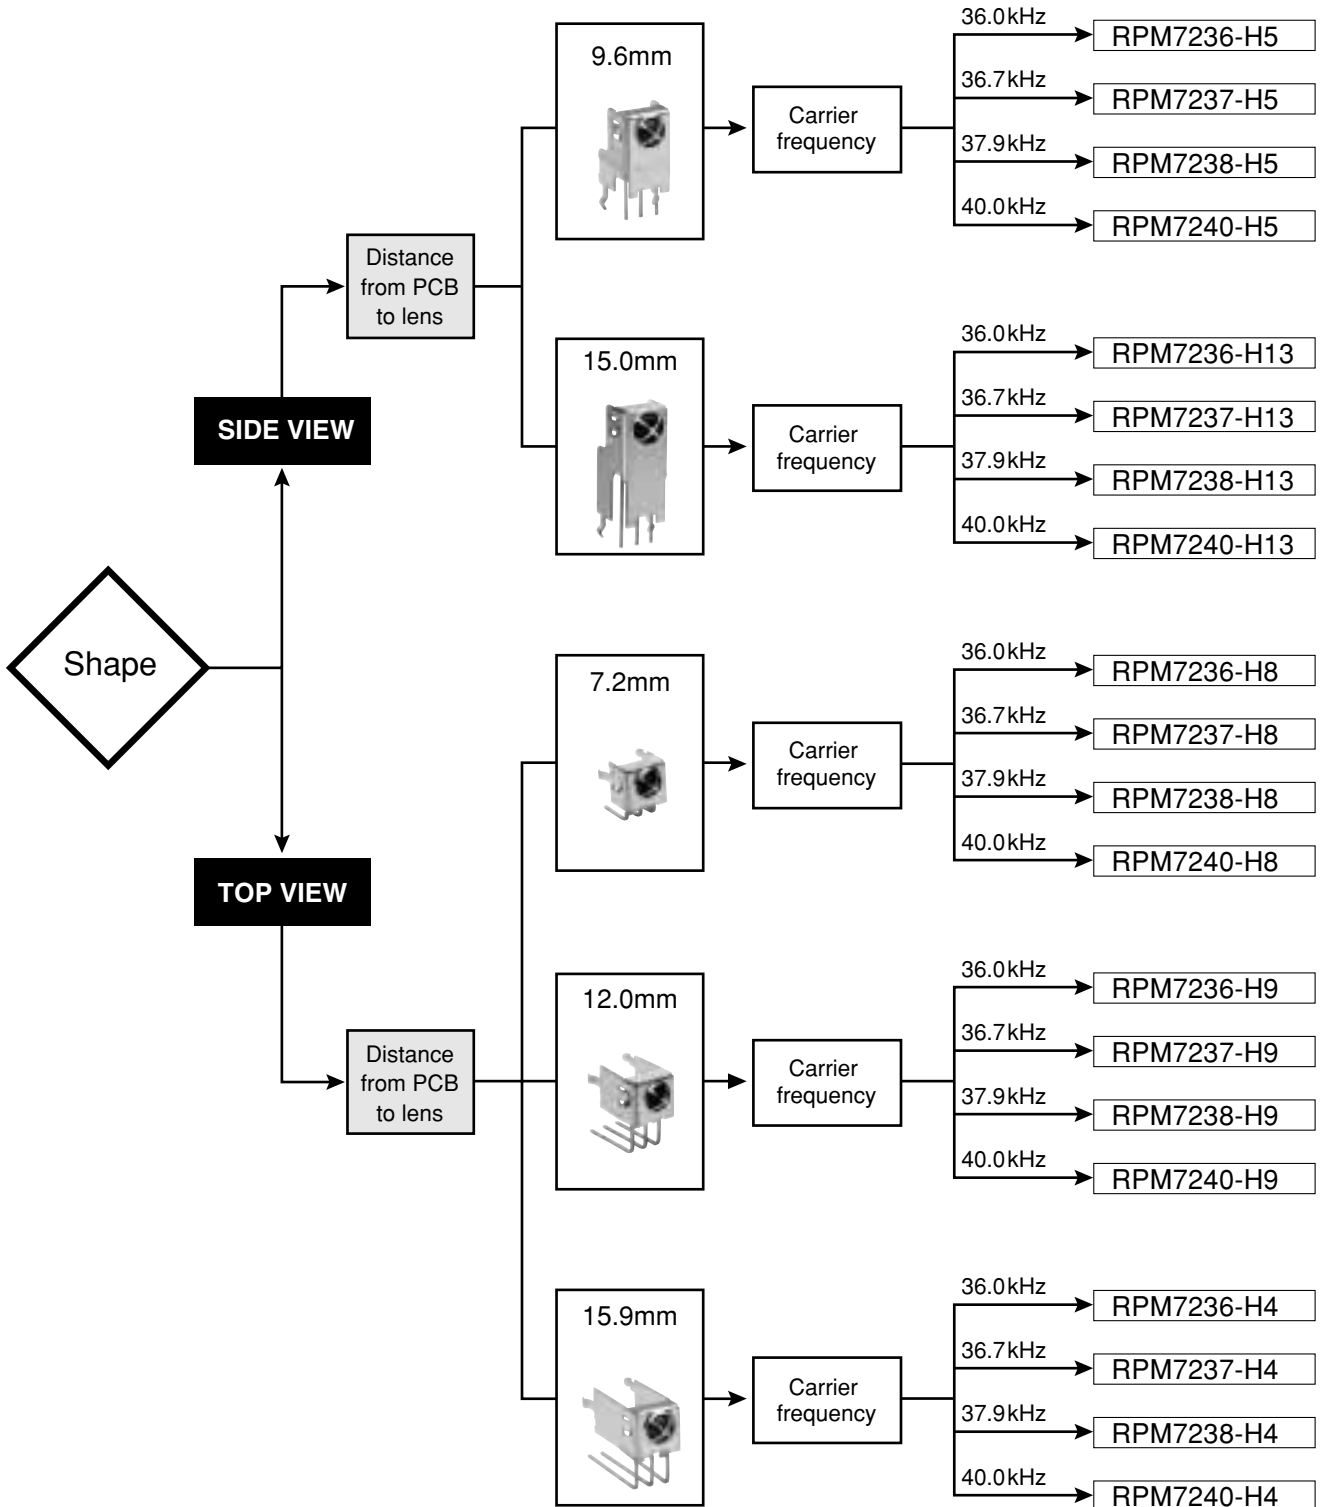 Shape
SIDE VIEW
Distance
from PCB
to lens
9.6mm
Carrier
frequency
36.0kHz
RPM7236-H5
36.7kHz
RPM7237-H5
37.9kHz
RPM7238-H5
40.0kHz
RPM7240-H5
15.0mm
Carrier
frequency
36.0kHz
RPM7236-H13
36.7kHz
RPM7237-H13
37.9kHz
RPM7238-H13
40.0kHz
RPM7240-H13
TOP VIEW
Distance
from PCB
to lens
7.2mm
Carrier
frequency
36.0kHz
RPM7236-H8
36.7kHz
RPM7237-H8
37.9kHz
RPM7238-H8
40.0kHz
RPM7240-H8
12.0mm
Carrier
frequency
36.0kHz
RPM7236-H9
36.7kHz
RPM7237-H9
37.9kHz
RPM7238-H9
40.0kHz
RPM7240-H9
15.9mm
Carrier
frequency
36.0kHz
RPM7236-H4
36.7kHz
RPM7237-H4
37.9kHz
RPM7238-H4
40.0kHz
RPM7240-H4